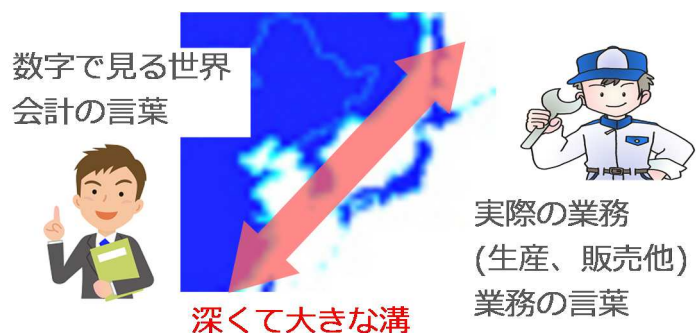 数字で見る世界
会計の言葉
実際の業務
(生産、販売他)
業務の言葉
深くて大きな溝